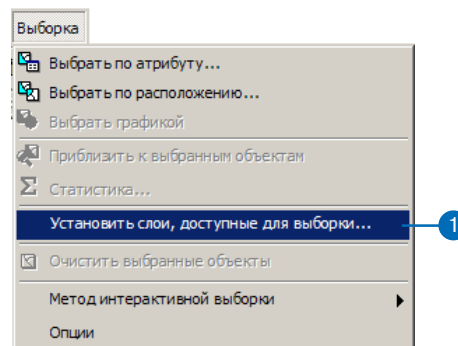 Выборка
Выбрать по атрибуту...
Выбрать по расположению...
Выбрать графикой
Приблизить к выбранным объектам
Статистика...
Установить слои, доступные для выборки...
1
Очистить выбранные объекты
Метод интерактивной выборки
Опции